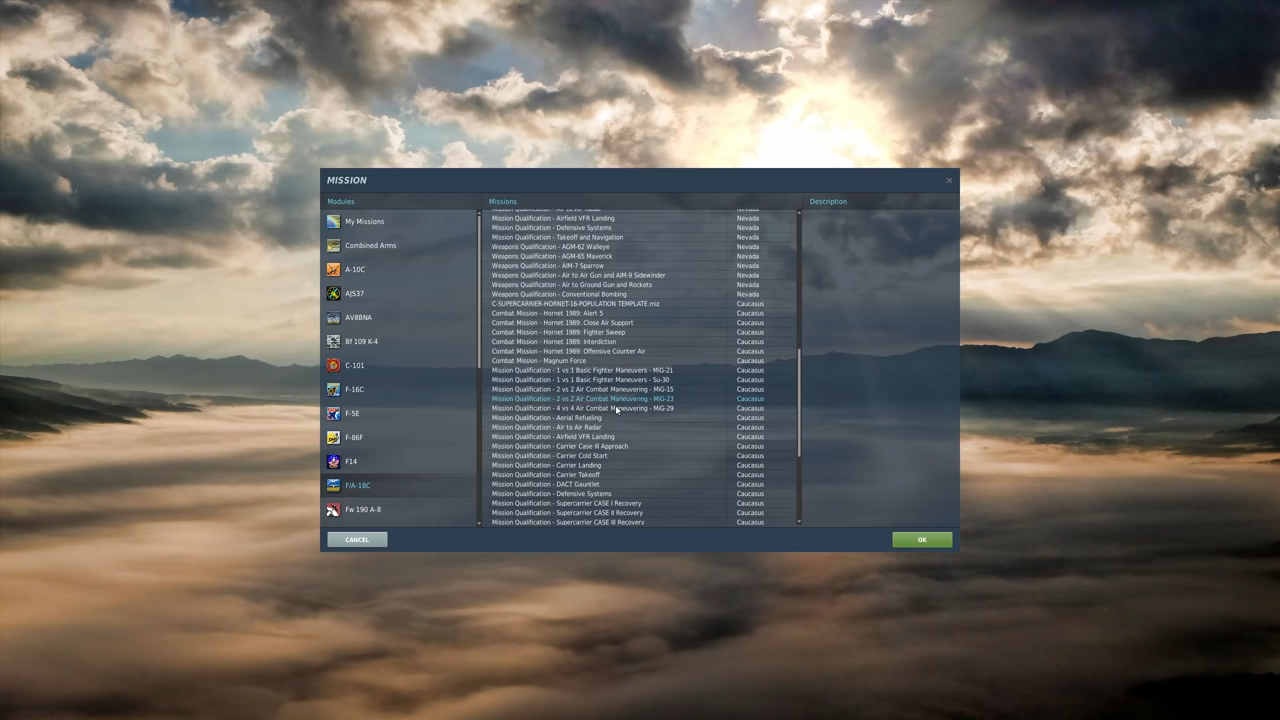 MISSION
Modules Missions Description
My Missions
Combined Arms
A-10C
AJS37
AV8BNA
Bf 109 K-4
C-101
F-16C
F-5E
F-86F
F14
F/A-18C
Fw 190 A-8
Mission Qualification - Airfield VFR Landing Nevada
Mission Qualification - Defensive Systems Nevada
Mission Qualification - Takeoff and Navigation Nevada
Weapons Qualification - AGM-62 Walleye Nevada
Weapons Qualification - AGM-65 Maverick Nevada
Weapons Qualification - AIM-7 Sparrow Nevada
Weapons Qualification - Air to Air Gun and AIM-9 Sidewinder Nevada
Weapons Qualification - Air to Ground Gun and Rockets Nevada
Weapons Qualification - Conventional Bombing Nevada
C-SUPERCARRIER-HORNET-16-POPULATION TEMPLATE.miz Caucasus
Combat Mission - Hornet 1989: Alert 5 Caucasus
Combat Mission - Hornet 1989: Close Air Support Caucasus
Combat Mission - Hornet 1989: Fighter Sweep Caucasus
Combat Mission - Hornet 1989: Interdiction Caucasus
Combat Mission - Hornet 1989: Offensive Counter Air Caucasus
Combat Mission - Magnum Force Caucasus
Mission Qualification - 1 vs 1 Basic Fighter Maneuvers - MiG-21 Caucasus
Mission Qualification - 1 vs 1 Basic Fighter Maneuvers - Su-30 Caucasus
Mission Qualification - 2 vs 2 Air Combat Maneuvering - MiG-15 Caucasus
Mission Qualification - 2 vs 2 Air Combat Maneuvering - MiG-23 Caucasus
Mission Qualification - 4 vs 4 Air Combat Maneuvering - MiG-29 Caucasus
Mission Qualification - Aerial Refueling Caucasus
Mission Qualification - Air to Air Radar Caucasus
Mission Qualification - Airfield VFR Landing Caucasus
Mission Qualification - Carrier Case III Approach Caucasus
Mission Qualification - Carrier Cold Start Caucasus
Mission Qualification - Carrier Landing Caucasus
Mission Qualification - Carrier Takeoff Caucasus
Mission Qualification - DACT Gauntlet Caucasus
Mission Qualification - Defensive Systems Caucasus
Mission Qualification - Supercarrier CASE I Recovery Caucasus
Mission Qualification - Supercarrier CASE II Recovery Caucasus
Mission Qualification - Supercarrier CASE III Recovery Caucasus
CANCEL OK